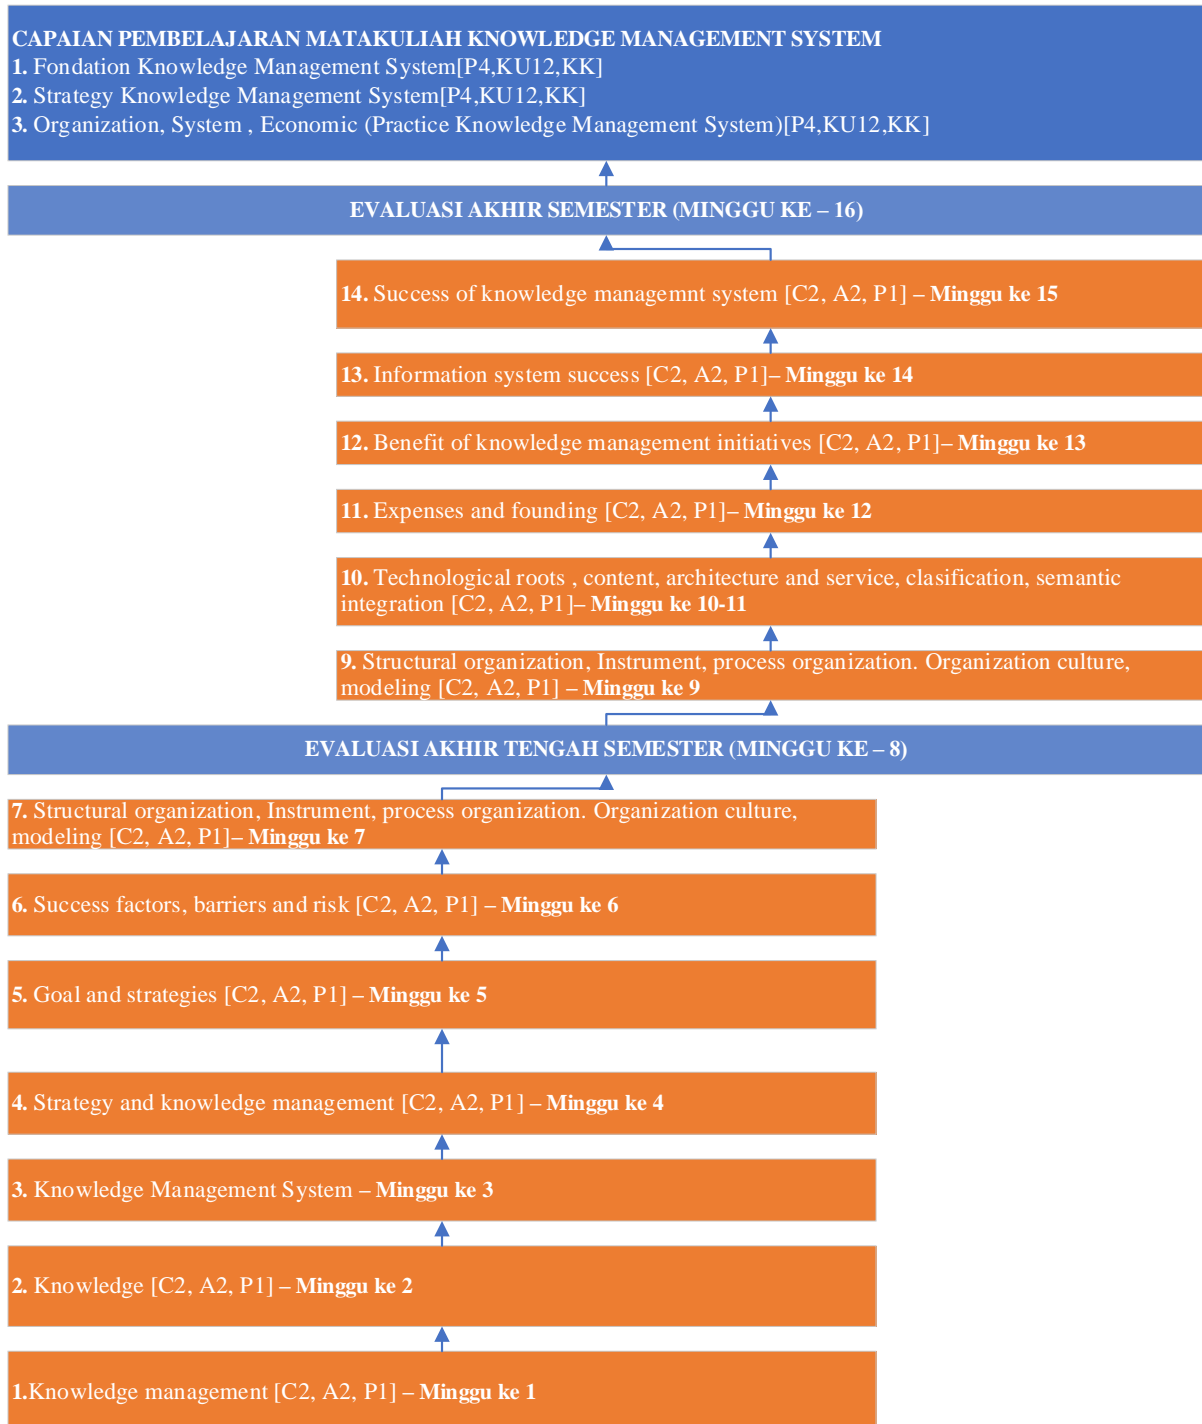 CAPAIAN PEMBELAJARAN MATAKULIAH KNOWLEDGE MANAGEMENT SYSTEM
1. Fondation Knowledge Management System[P4,KU12,KK]
2. Strategy Knowledge Management System[P4,KU12,KK]
3. Organization, System , Economic (Practice Knowledge Management System)[P4,KU12,KK]
EVALUASI AKHIR SEMESTER (MINGGU KE – 16)
14. Success of knowledge managemnt system [C2, A2, P1] – Minggu ke 15
13. Information system success [C2, A2, P1]– Minggu ke 14
12. Benefit of knowledge management initiatives [C2, A2, P1]– Minggu ke 13
11. Expenses and founding [C2, A2, P1]– Minggu ke 12
10. Technological roots , content, architecture and service, clasification, semantic
integration [C2, A2, P1]– Minggu ke 10-11
9. Structural organization, Instrument, process organization. Organization culture,
modeling [C2, A2, P1] – Minggu ke 9
EVALUASI AKHIR TENGAH SEMESTER (MINGGU KE – 8)
7. Structural organization, Instrument, process organization. Organization culture,
modeling [C2, A2, P1]– Minggu ke 7
6. Success factors, barriers and risk [C2, A2, P1] – Minggu ke 6
5. Goal and strategies [C2, A2, P1] – Minggu ke 5
4. Strategy and knowledge management [C2, A2, P1] – Minggu ke 4
3. Knowledge Management System – Minggu ke 3
2. Knowledge [C2, A2, P1] – Minggu ke 2
1.Knowledge management [C2, A2, P1] – Minggu ke 1